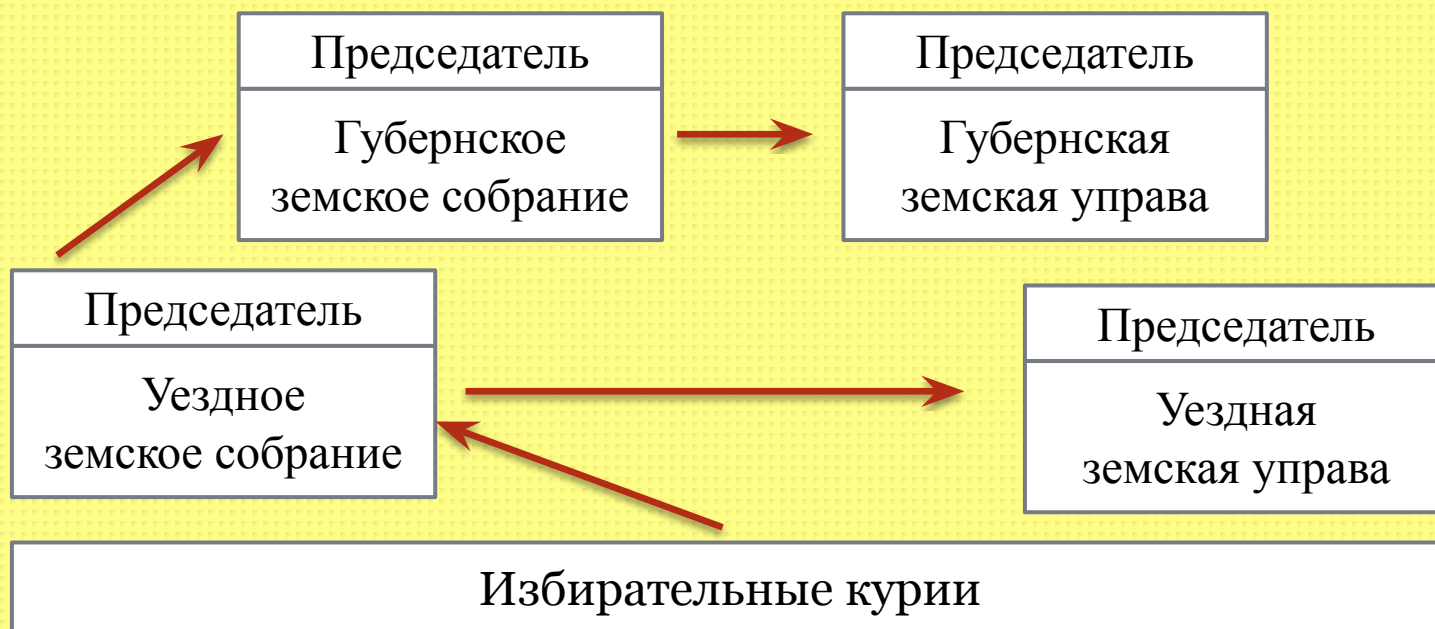 Председатель
Губернское
земское собрание
Председатель
Губернская
земская управа
Председатель
Уездное
земское собрание
Председатель
Уездная
земская управа
Избирательные курии